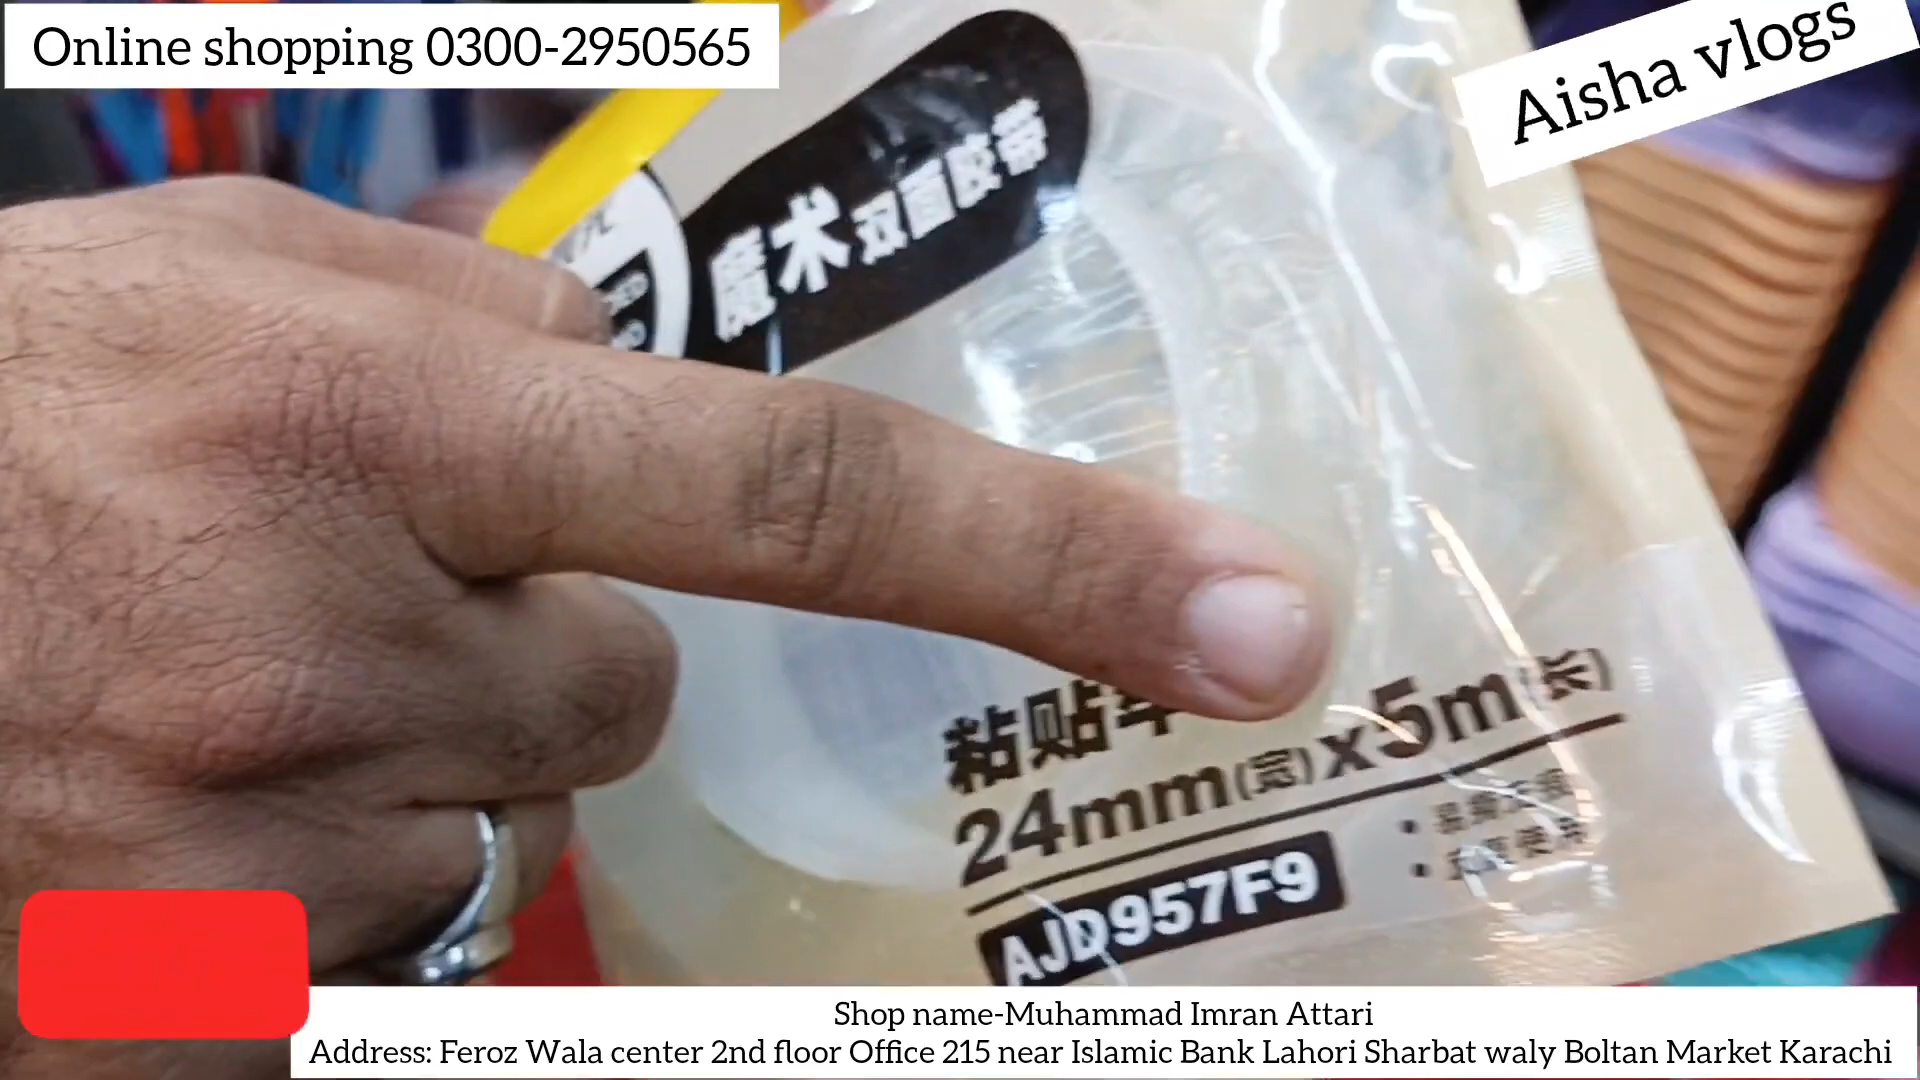 Online shopping 0300-2950565
Aisha vlogs
魔术双面胶带
粘贴
24mm(宽)x5m(长)
AJD957F9
Shop name-Muhammad Imran Attari
Address: Feroz Wala center 2nd floor Office 215 near Islamic Bank Lahori Sharbat waly Boltan Market Karachi